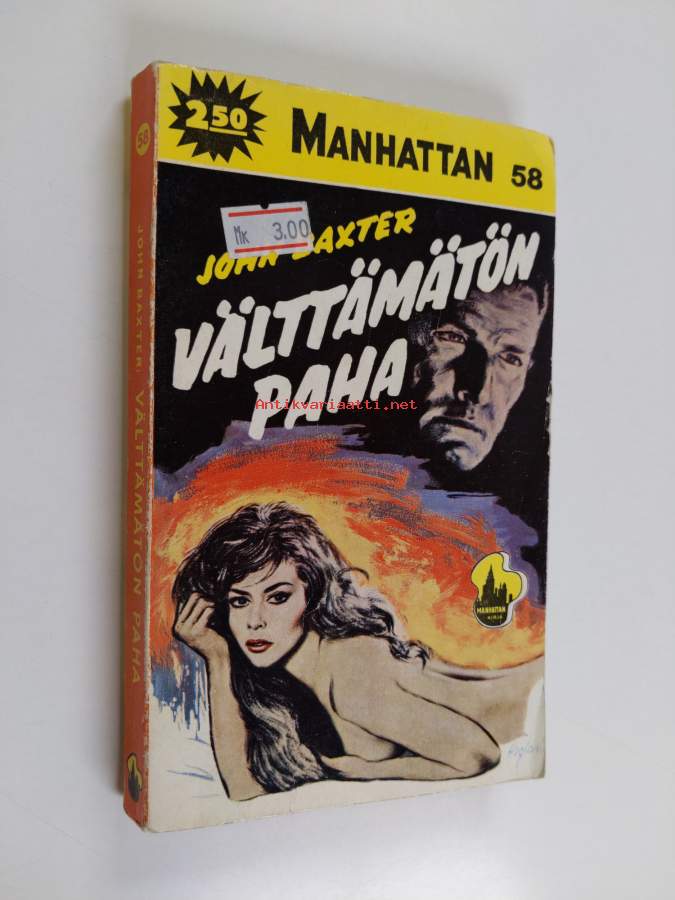 2.50
MANHATTAN 58
Mk 3.00
JOHN BAXTER
VÄLTTÄMÄTÖN
PAHA
Antikvariaatti.net
MANHATTAN
KIRJA
58
JOHN BAXTER: VÄLTTÄMÄTÖN PAHA